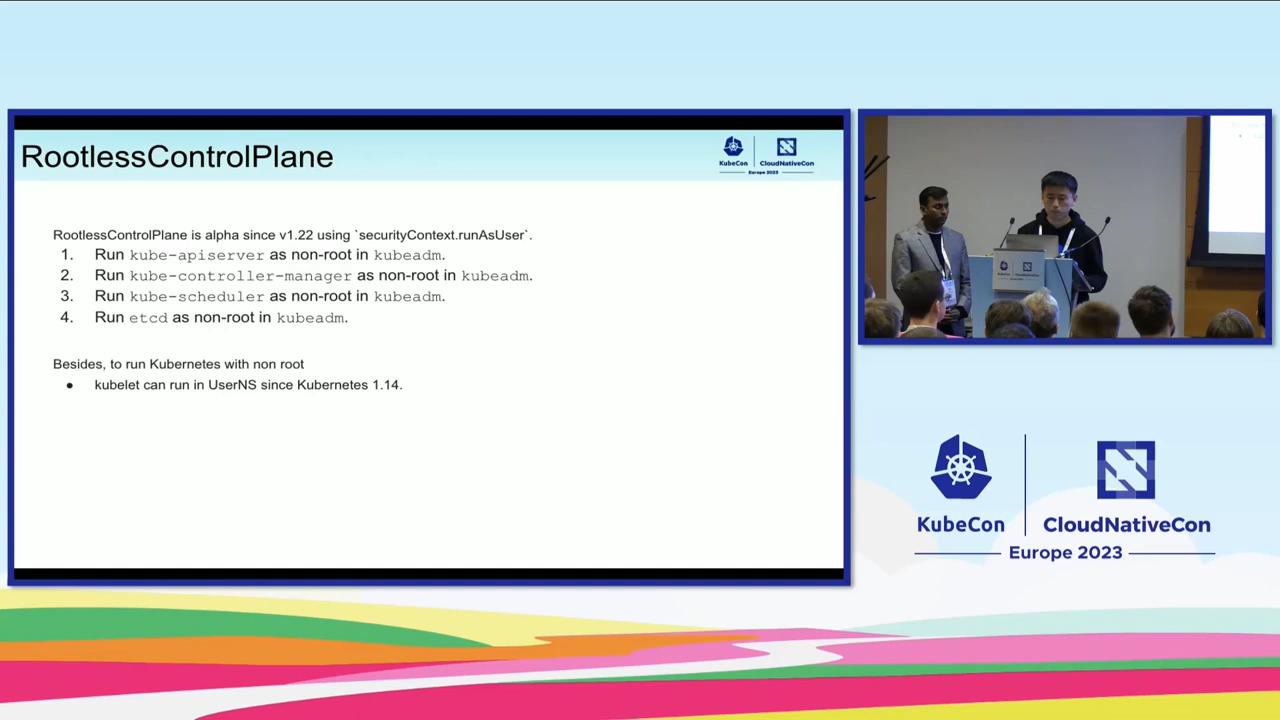 RootlessControlPlane
KubeCon
CloudNativeCon
Europe 2023
RootlessControlPlane is alpha since v1.22 using `securityContext.runAsUser`.
1. Run kube-apiserver as non-root in kubeadm.
2. Run kube-controller-manager as non-root in kubeadm.
3. Run kube-scheduler as non-root in kubeadm.
4. Run etcd as non-root in kubeadm.
Besides, to run Kubernetes with non root
● kubelet can run in UserNS since Kubernetes 1.14.
KubeCon
CloudNativeCon
Europe 2023